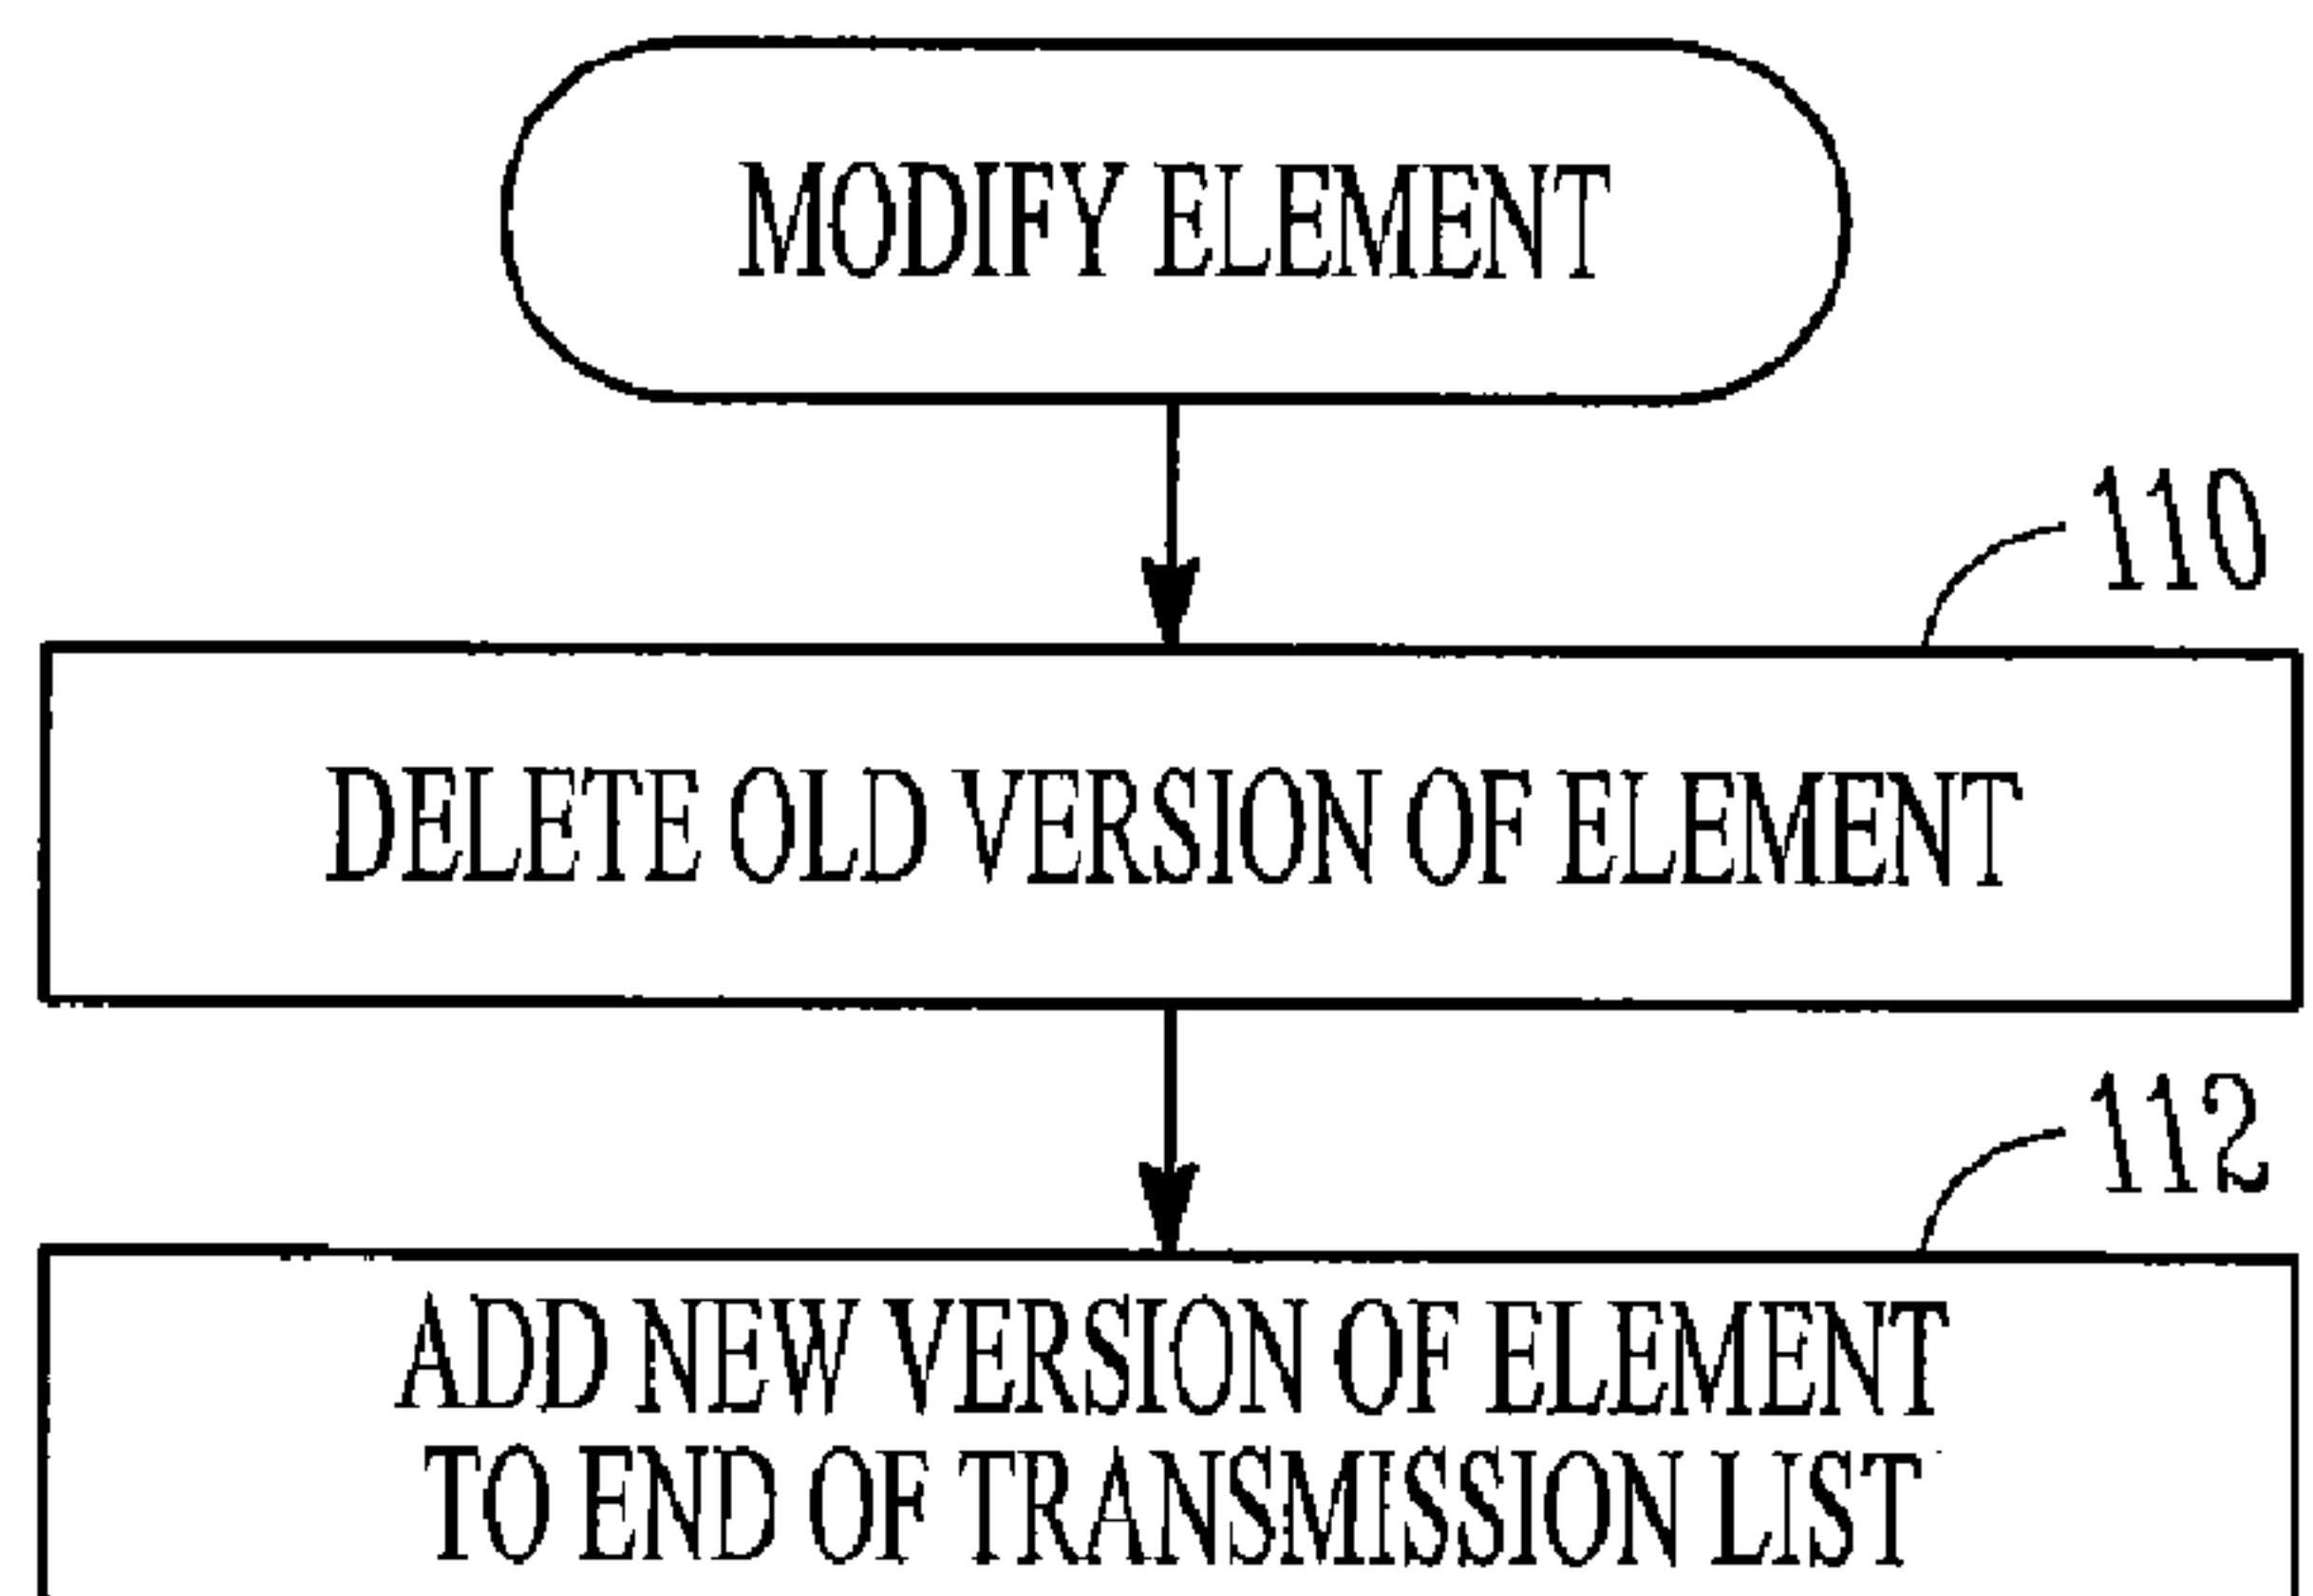 MODIFY ELEMENT
110
DELETE OLD VERSION OF ELEMENT
112
ADD NEW VERSION OF ELEMENT
TO END OF TRANSMISSION LIST